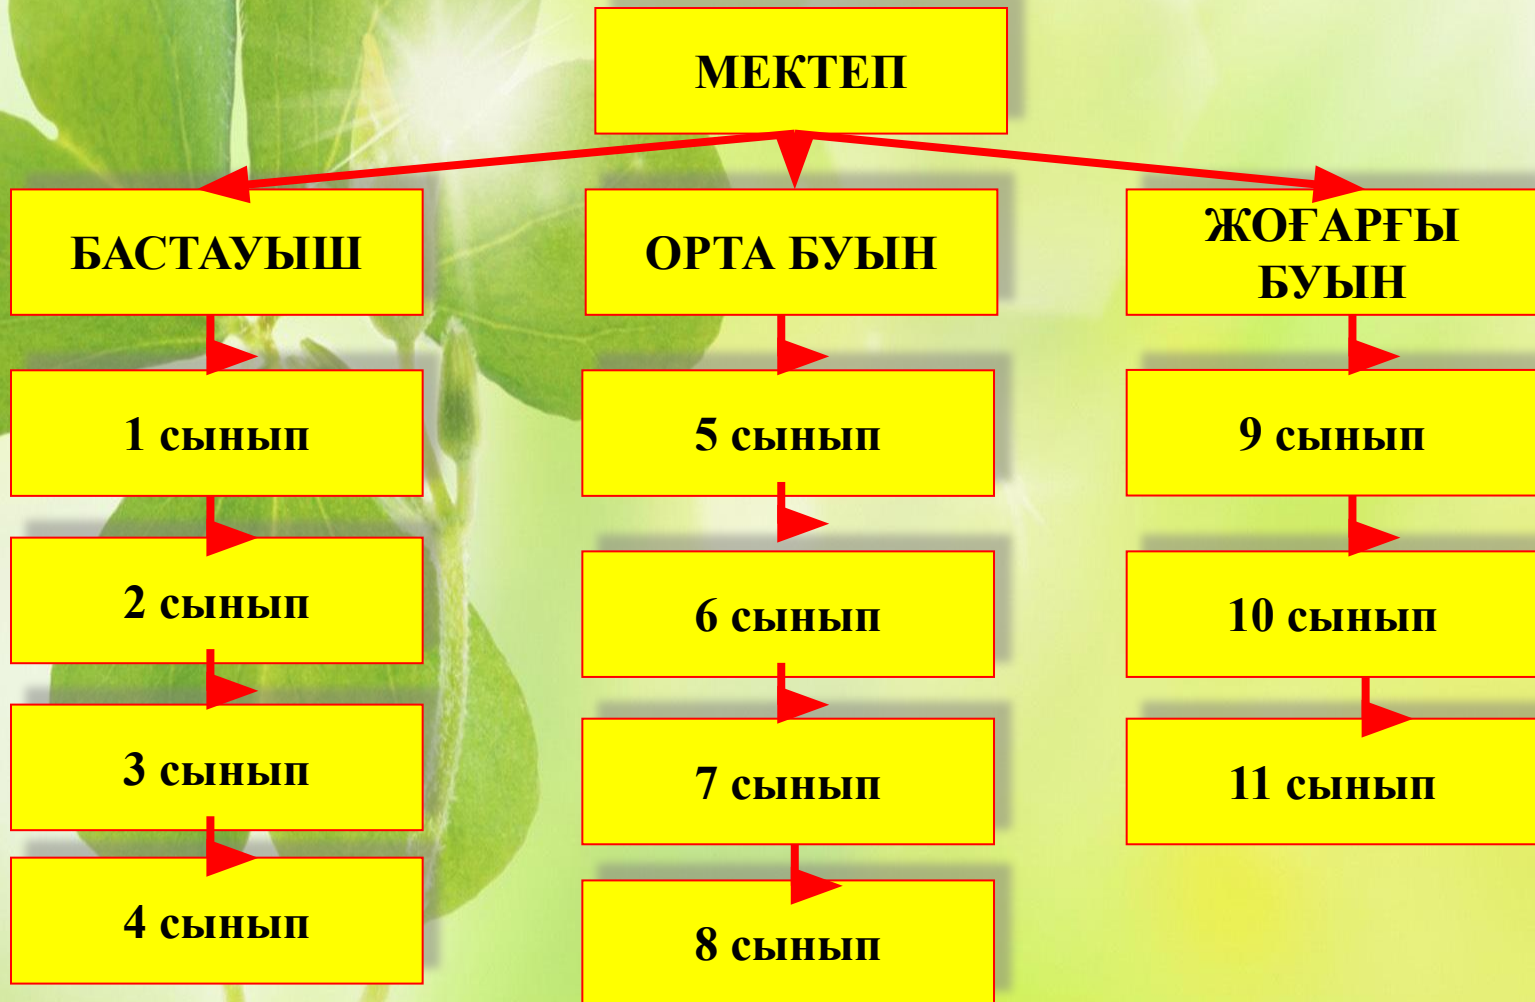 МЕКТЕП
БАСТАУЫШ
ОРТА БУЫН
ЖОҒАРҒЫ
БУЫН
1 сынып
5 сынып
9 сынып
2 сынып
6 сынып
10 сынып
3 сынып
7 сынып
11 сынып
4 сынып
8 сынып